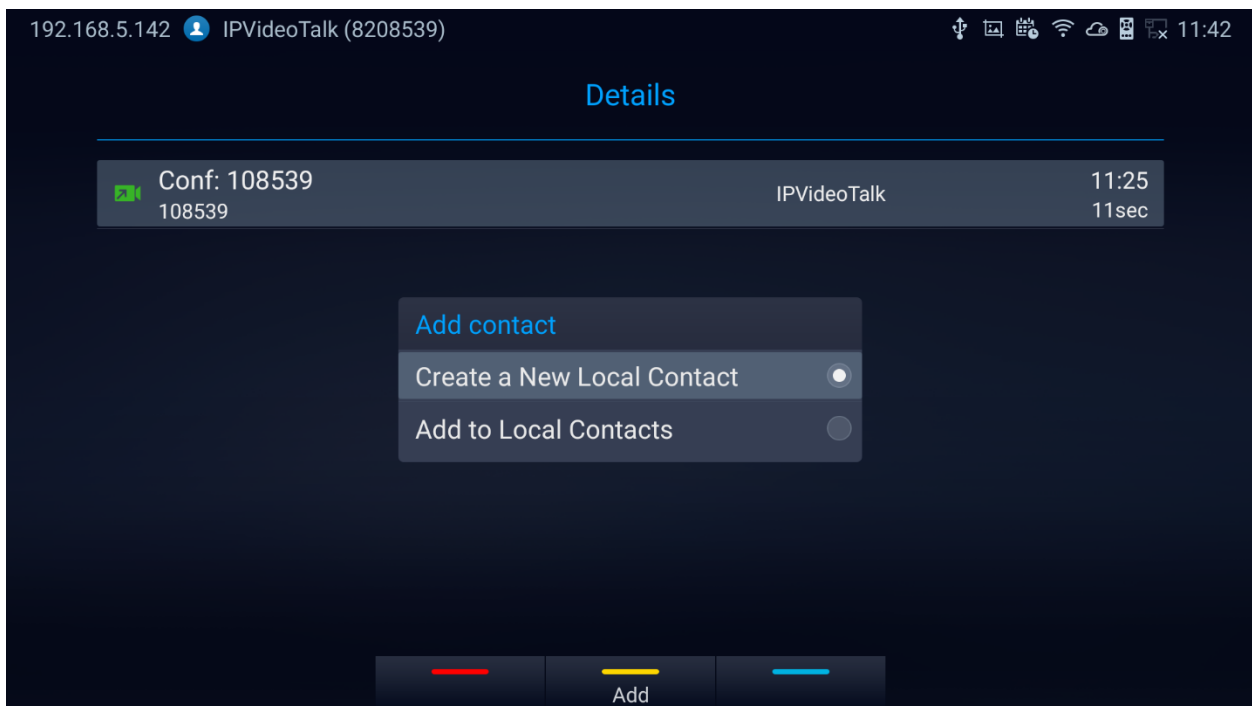 192.168.5.142 IPVideoTalk (8208539) 11:42
Details
Conf: 108539 IPVideoTalk 11:25
108539 11sec
Add contact
Create a New Local Contact
Add to Local Contacts
Add